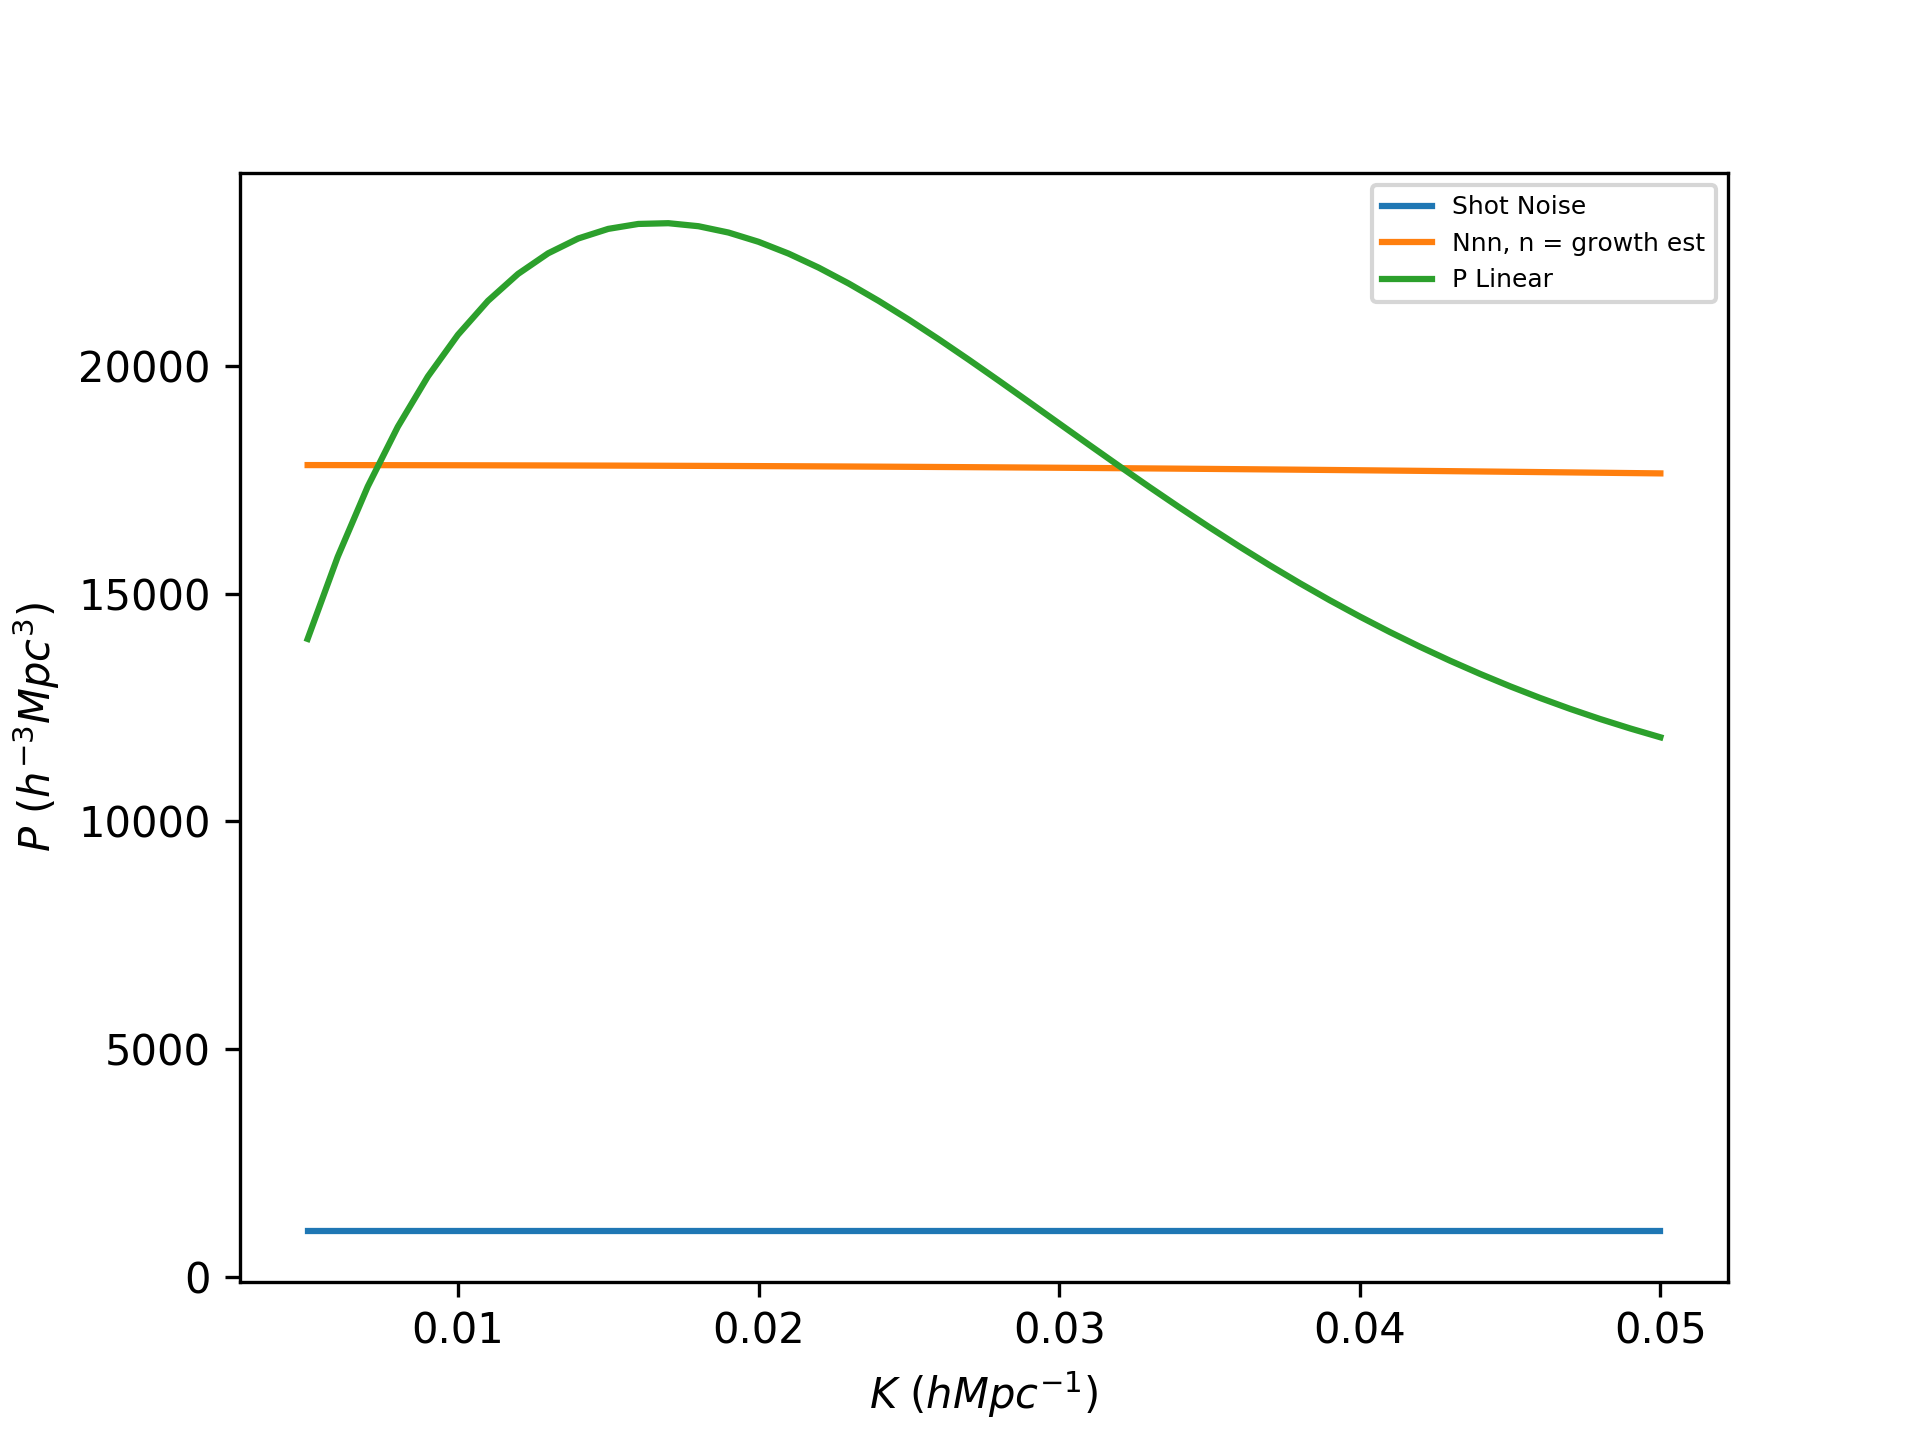 Shot Noise
Nnn, n = growth est
P Linear
20000
15000
10000
5000
0
P (h⁻³Mpc³)
0.01 0.02 0.03 0.04 0.05
K (hMpc⁻¹)